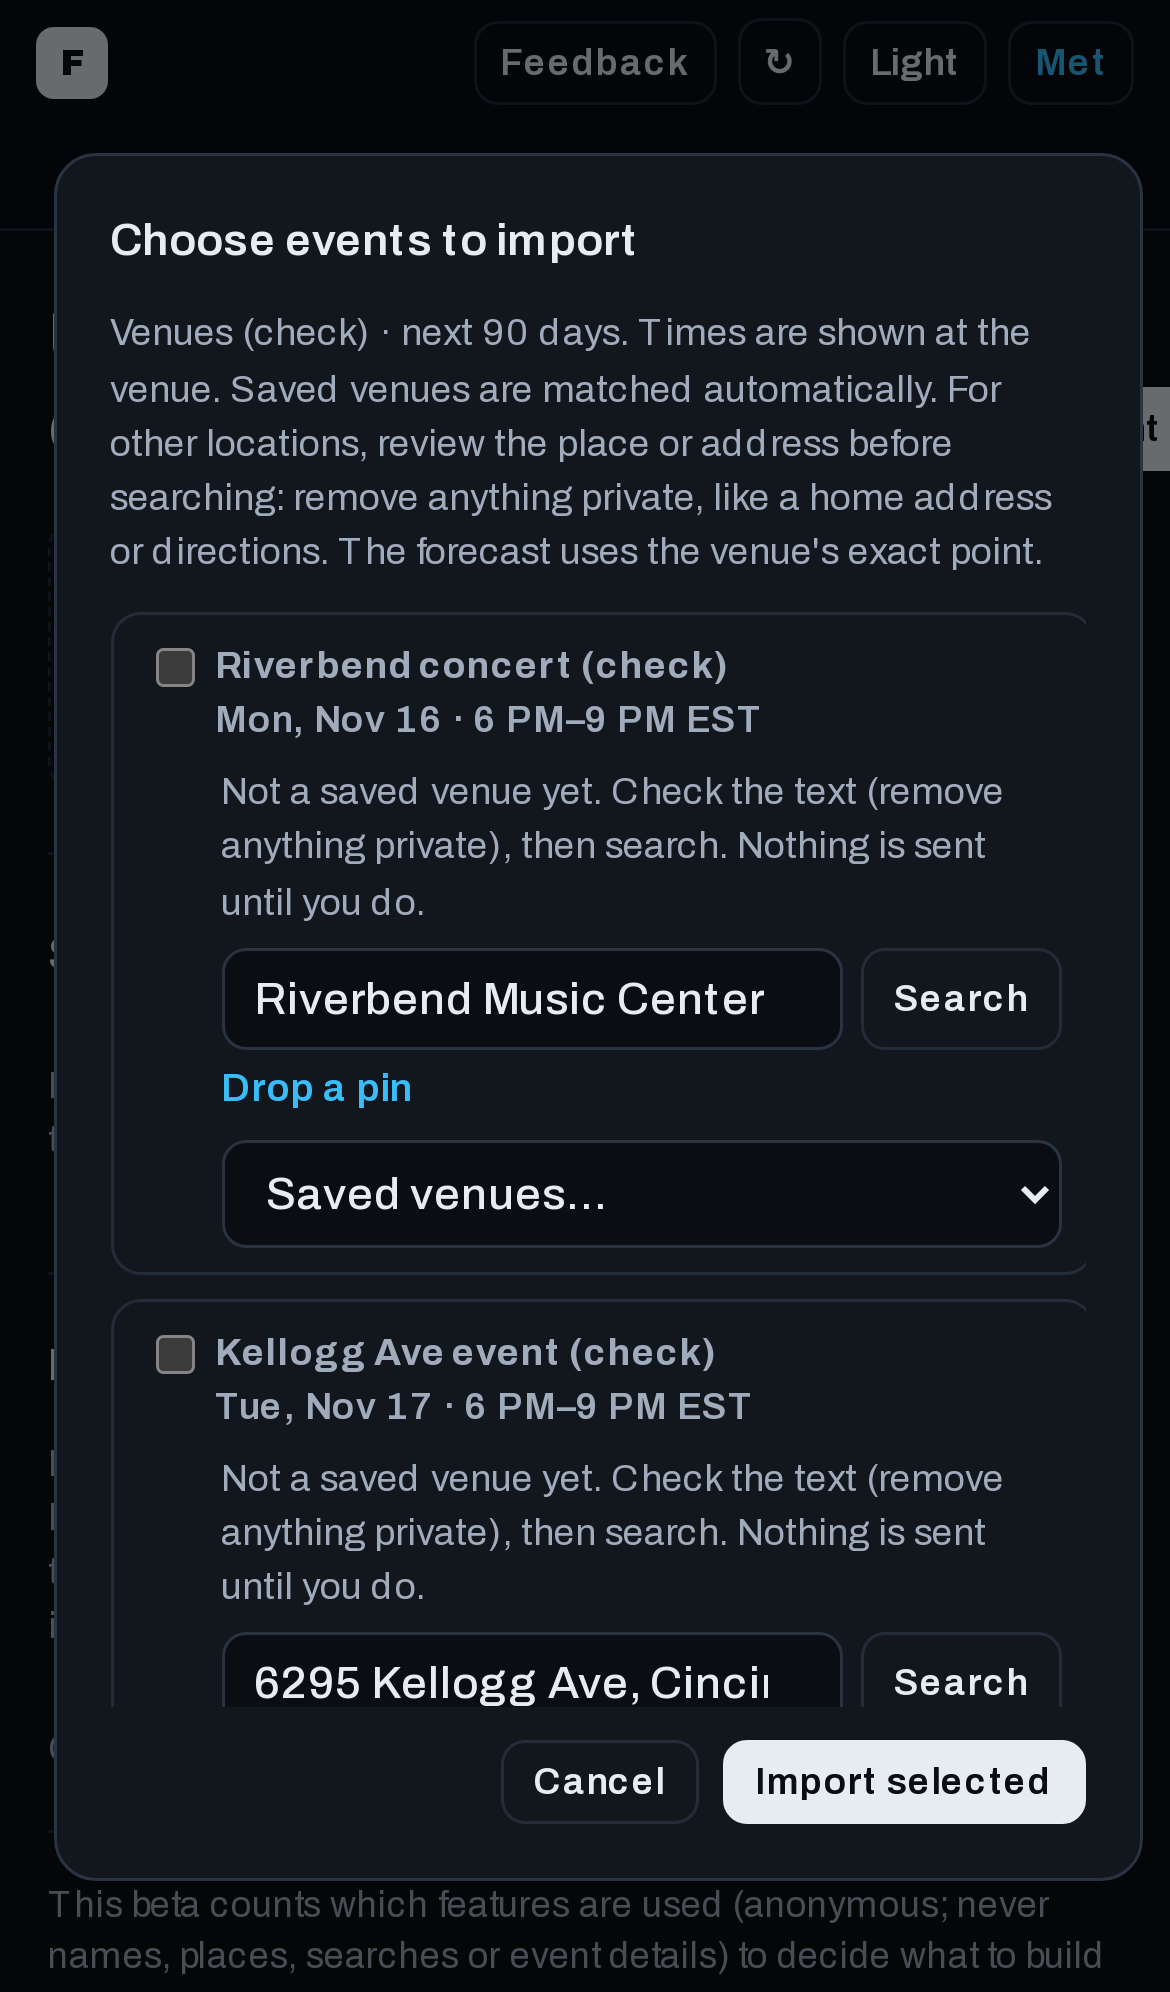 F
Feedback
↻
Light
Met
Choose events to import
Venues (check) · next 90 days. Times are shown at the
venue. Saved venues are matched automatically. For
other locations, review the place or address before
searching: remove anything private, like a home address
or directions. The forecast uses the venue's exact point.
Riverbend concert (check)
Mon, Nov 16 · 6 PM–9 PM EST
Not a saved venue yet. Check the text (remove
anything private), then search. Nothing is sent
until you do.
Riverbend Music Center
Search
Drop a pin
Saved venues...
Kellogg Ave event (check)
Tue, Nov 17 · 6 PM–9 PM EST
Not a saved venue yet. Check the text (remove
anything private), then search. Nothing is sent
until you do.
6295 Kellogg Ave,
Search
Cancel
Import selected
This beta counts which features are used (anonymous; never
names, places, searches or event details) to decide what to build